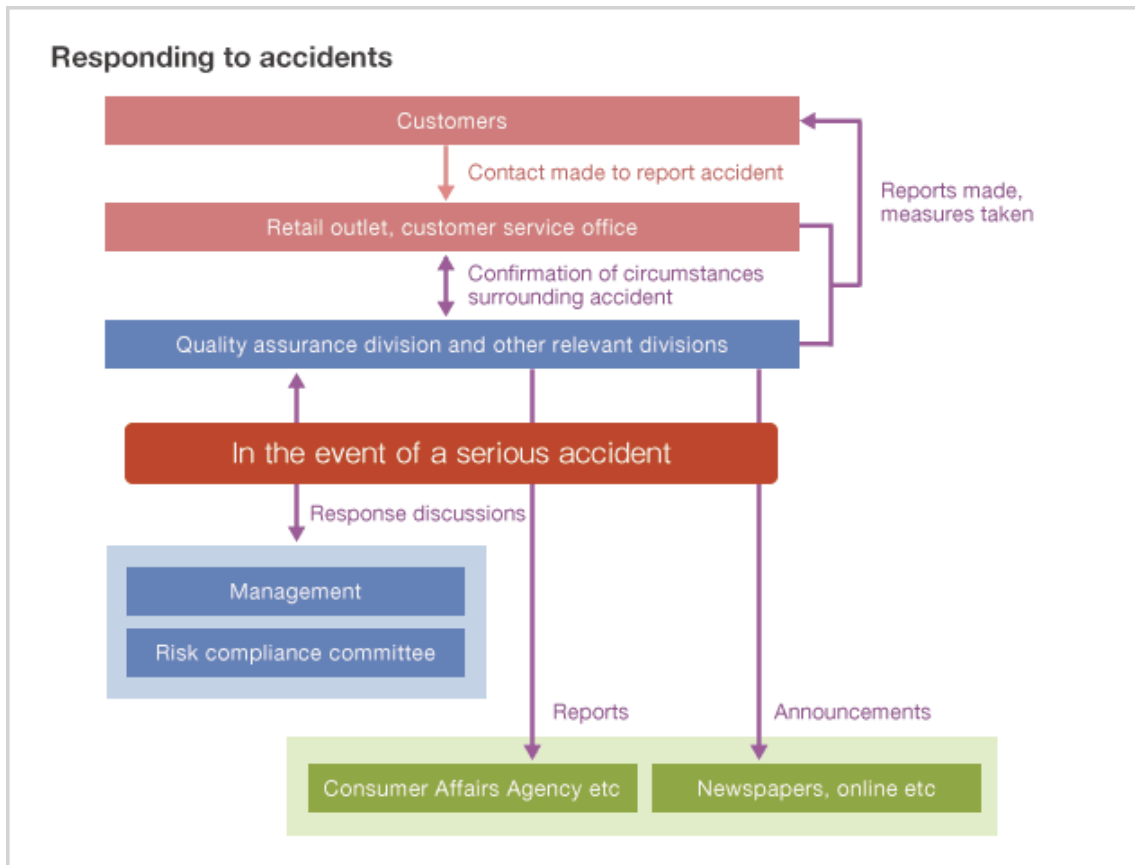 Responding to accidents
Customers
Contact made to report accident
Reports made,
measures taken
Retail outlet, customer service office
Confirmation of circumstances
surrounding accident
Quality assurance division and other relevant divisions
In the event of a serious accident
Response discussions
Management
Risk compliance committee
Reports
Announcements
Consumer Affairs Agency etc
Newspapers, online etc